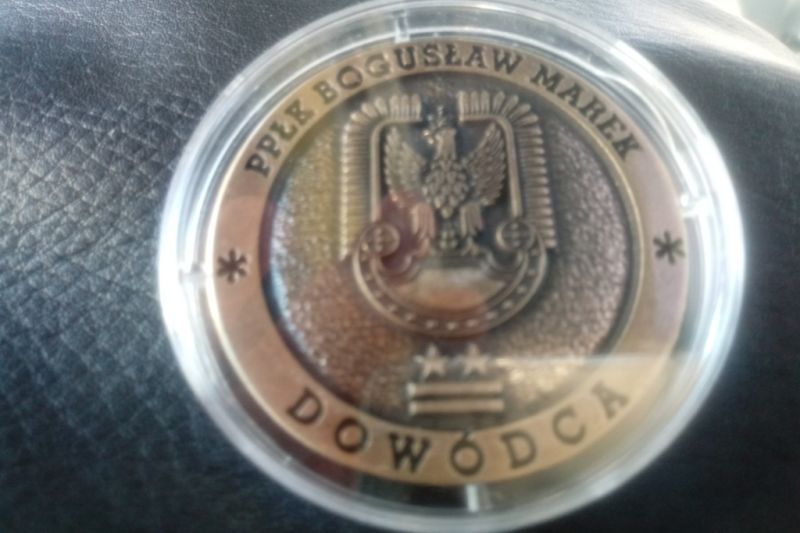 PPŁK BOGUSŁAW MAREK
* *
DOWÓDCA